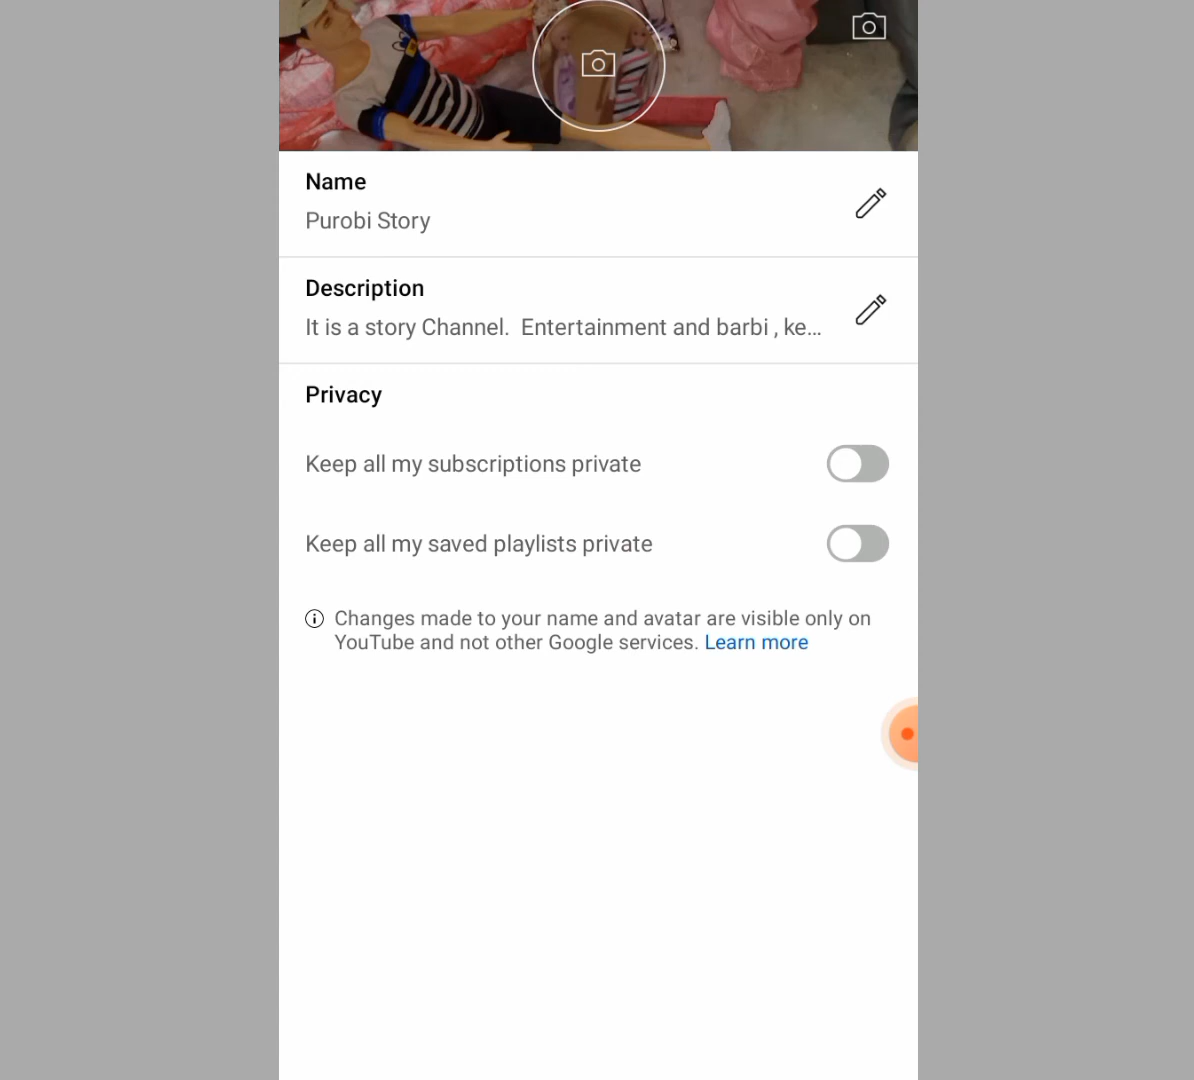 Name
Purobi Story
Description
It is a story Channel.  Entertainment and barbi , ke...
Privacy
Keep all my subscriptions private
Keep all my saved playlists private
Changes made to your name and avatar are visible only on
YouTube and not other Google services. Learn more